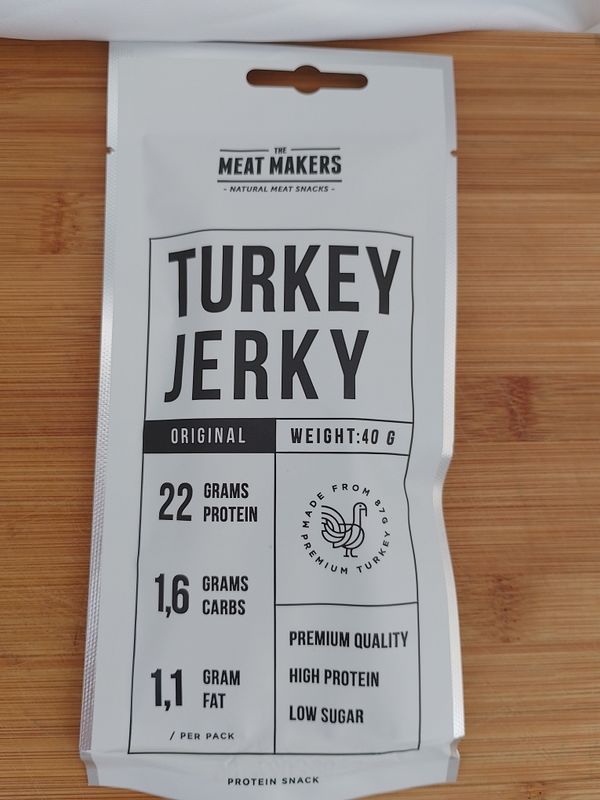 THE
MEAT MAKERS
- NATURAL MEAT SNACKS -
TURKEY
JERKY
ORIGINAL
WEIGHT:40 G
22 GRAMS
PROTEIN
1,6 GRAMS
CARBS
1,1 GRAM
FAT
/ PER PACK
MADE FROM 87G
PREMIUM TURKEY
PREMIUM QUALITY
HIGH PROTEIN
LOW SUGAR
PROTEIN SNACK